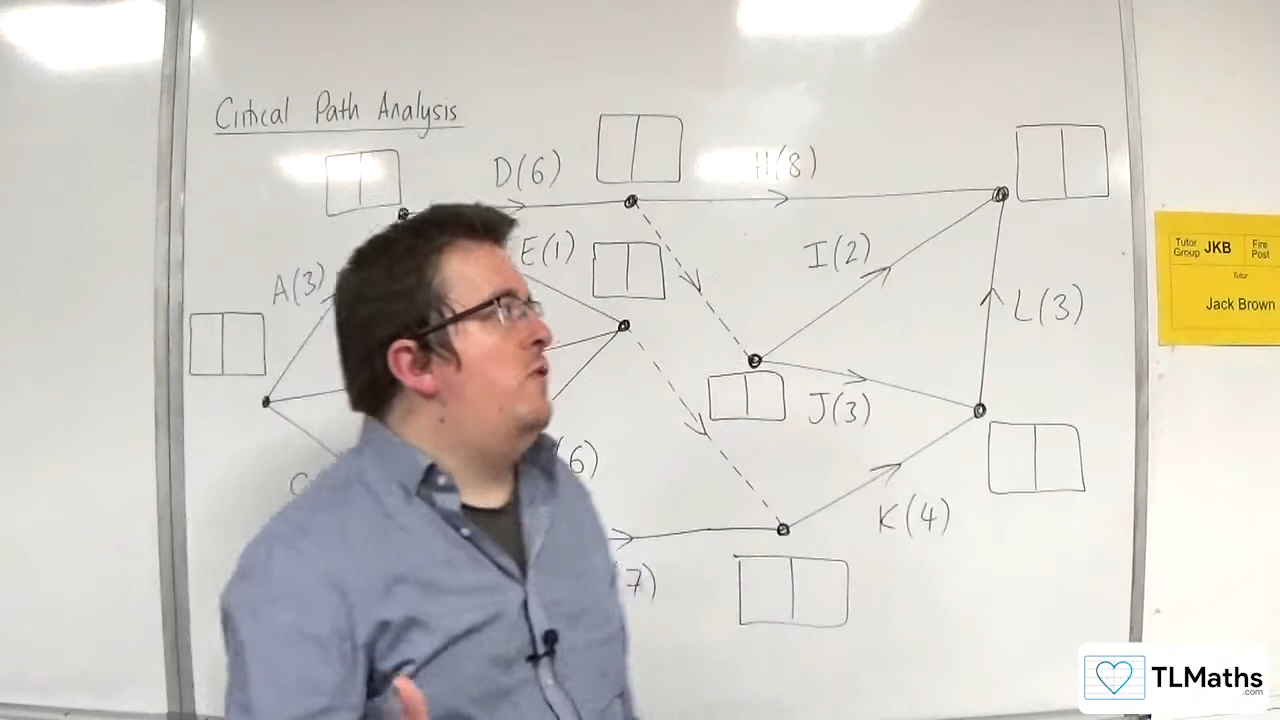 Critical Path Analysis
D(6)
H(8)
E(1)
I(2)
A(3)
L(3)
J(3)
C
6)
K(4)
7)
Tutor Group JKB Fire Post
Tutor
Jack Brown
TLMaths
.com